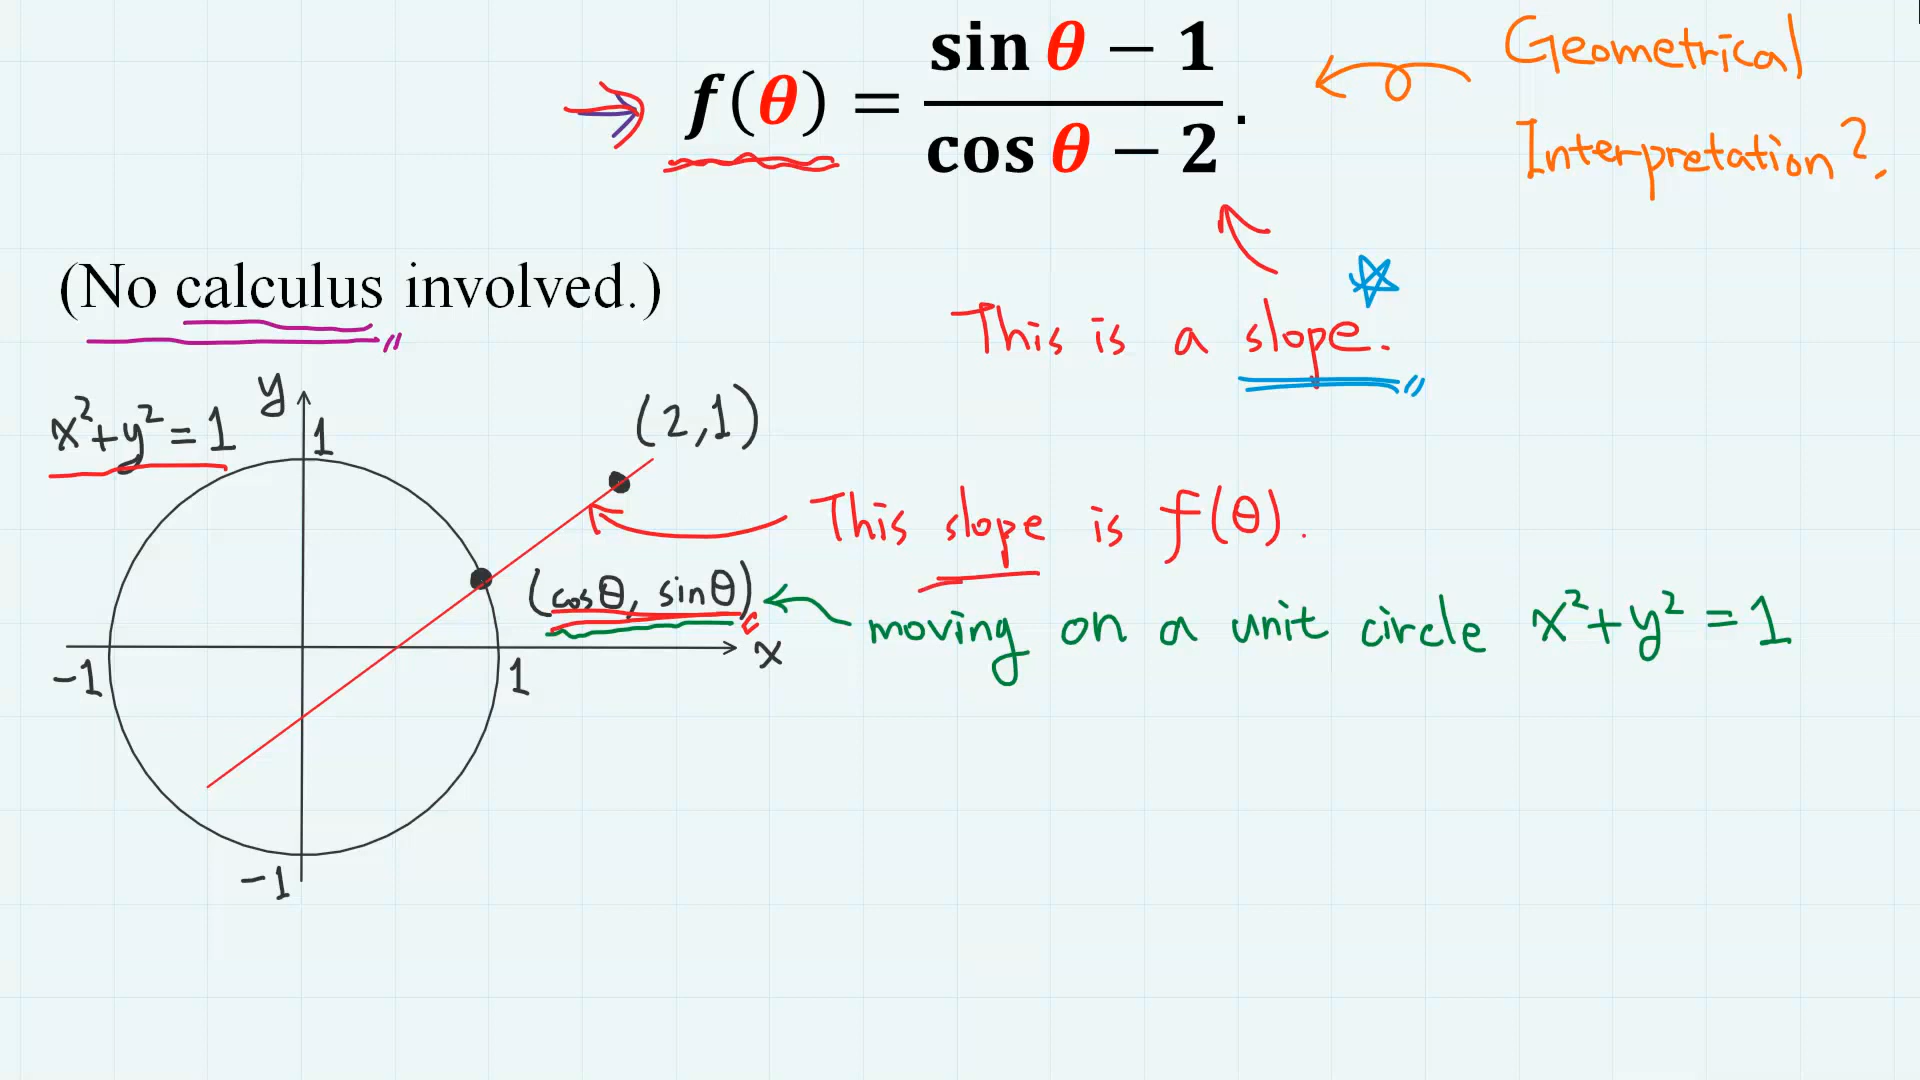 f(θ) = (sin θ − 1)/(cos θ − 2).
Geometrical
Interpretation?.
(No calculus involved.)
This is a slope.
x²+y²=1
y
1
(2,1)
This slope is f(θ).
(cosθ, sinθ)
moving on a unit circle x²+y²=1
-1
1
x
-1